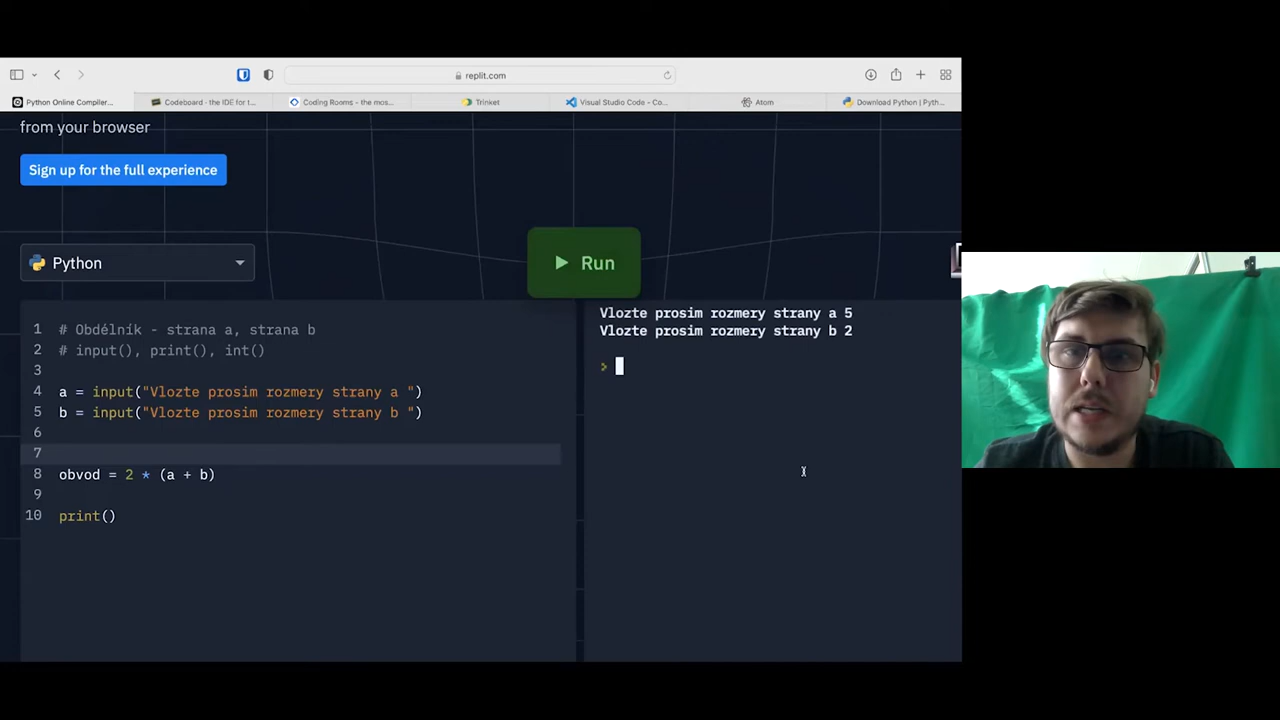 replit.com
Python Online Compiler...
Codeboard - the IDE for t...
Coding Rooms - the mos...
Trinket
Visual Studio Code - Co...
Atom
Download Python | Pyth...
from your browser
Sign up for the full experience
Run
Python
1 # Obdélník - strana a, strana b
2 # input(), print(), int()
3
4 a = input("Vlozte prosim rozmery strany a ")
5 b = input("Vlozte prosim rozmery strany b ")
6
7
8 obvod = 2 * (a + b)
9
10 print()
Vlozte prosim rozmery strany a 5
Vlozte prosim rozmery strany b 2